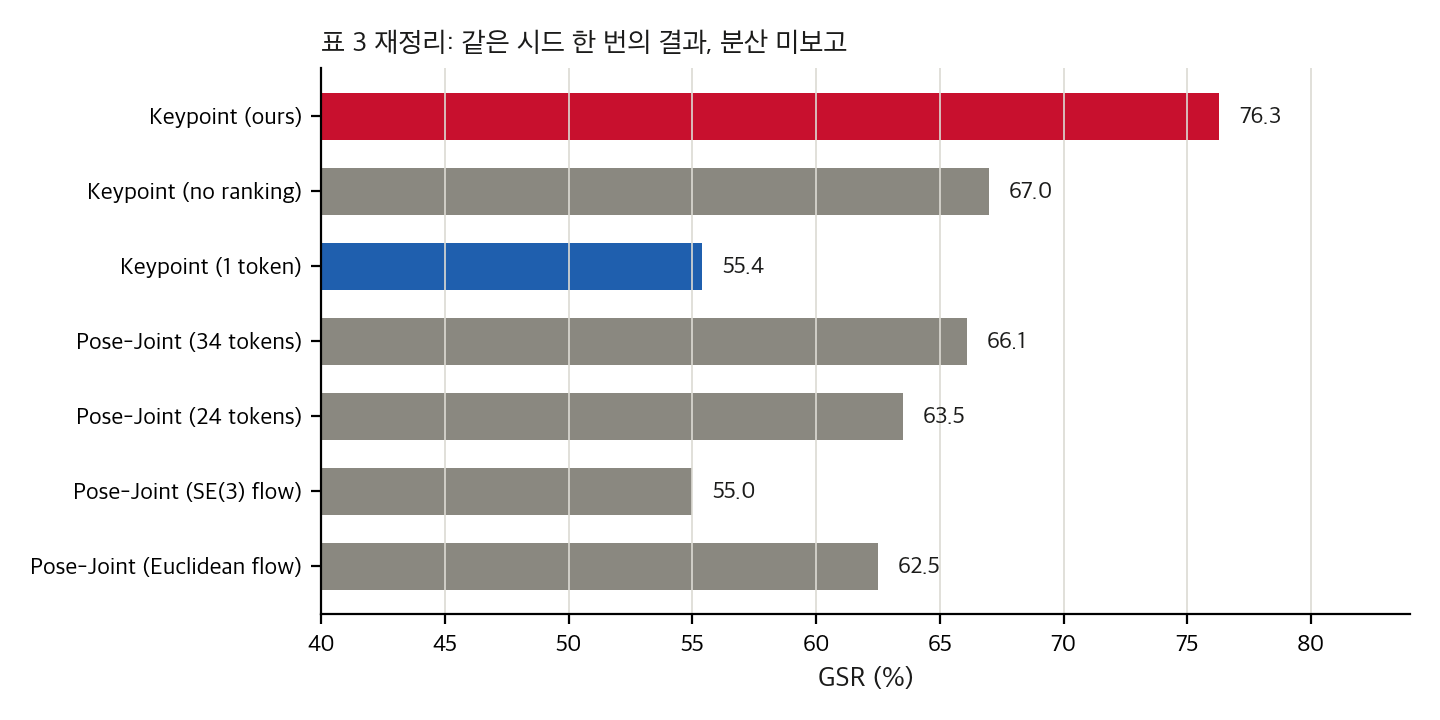 표 3 재정리: 같은 시드 한 번의 결과, 분산 미보고
Keypoint (ours)
76.3
Keypoint (no ranking)
67.0
Keypoint (1 token)
55.4
Pose-Joint (34 tokens)
66.1
Pose-Joint (24 tokens)
63.5
Pose-Joint (SE(3) flow)
55.0
Pose-Joint (Euclidean flow)
62.5
40 45 50 55 60 65 70 75 80
GSR (%)